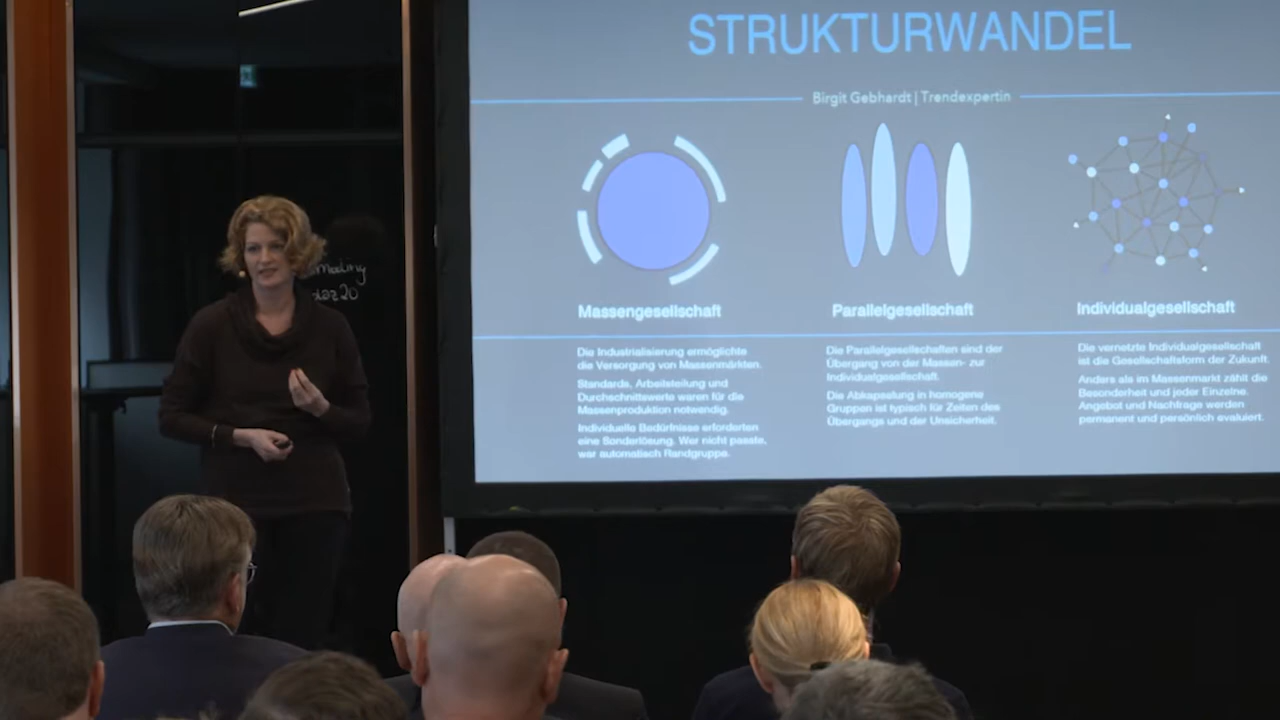 STRUKTURWANDEL
Birgit Gebhardt | Trendexpertin
Massengesellschaft
Die Industrialisierung ermöglichte
die Versorgung von Massenmärkten.
Standards, Arbeitsteilung und
Durchschnittswerte waren für die
Massenproduktion notwendig.
Individuelle Bedürfnisse erforderten
eine Sonderlösung. Wer nicht passte,
war automatisch Randgruppe.
Parallelgesellschaft
Die Parallelgesellschaften sind der
Übergang von der Massen- zur
Individualgesellschaft.
Die Abkapselung in homogene
Gruppen ist typisch für Zeiten des
Übergangs und der Unsicherheit.
Individualgesellschaft
Die vernetzte Individualgesellschaft
ist die Gesellschaftsform der Zukunft.
Anders als im Massenmarkt zählt die
Besonderheit und jeder Einzelne.
Angebot und Nachfrage werden
permanent und persönlich evaluiert.